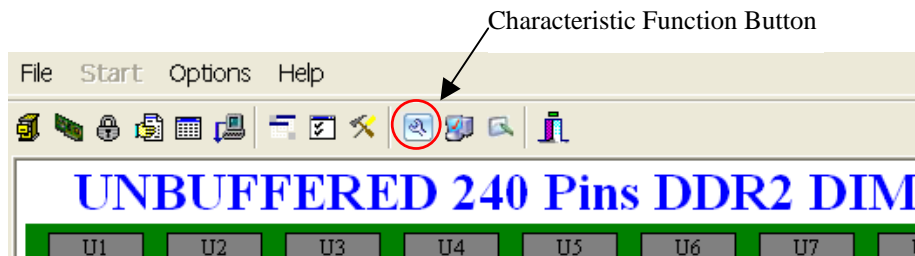 Characteristic Function Button
File Start Options Help
UNBUFFERED 240 Pins DDR2 DIM
U1 U2 U3 U4 U5 U6 U7